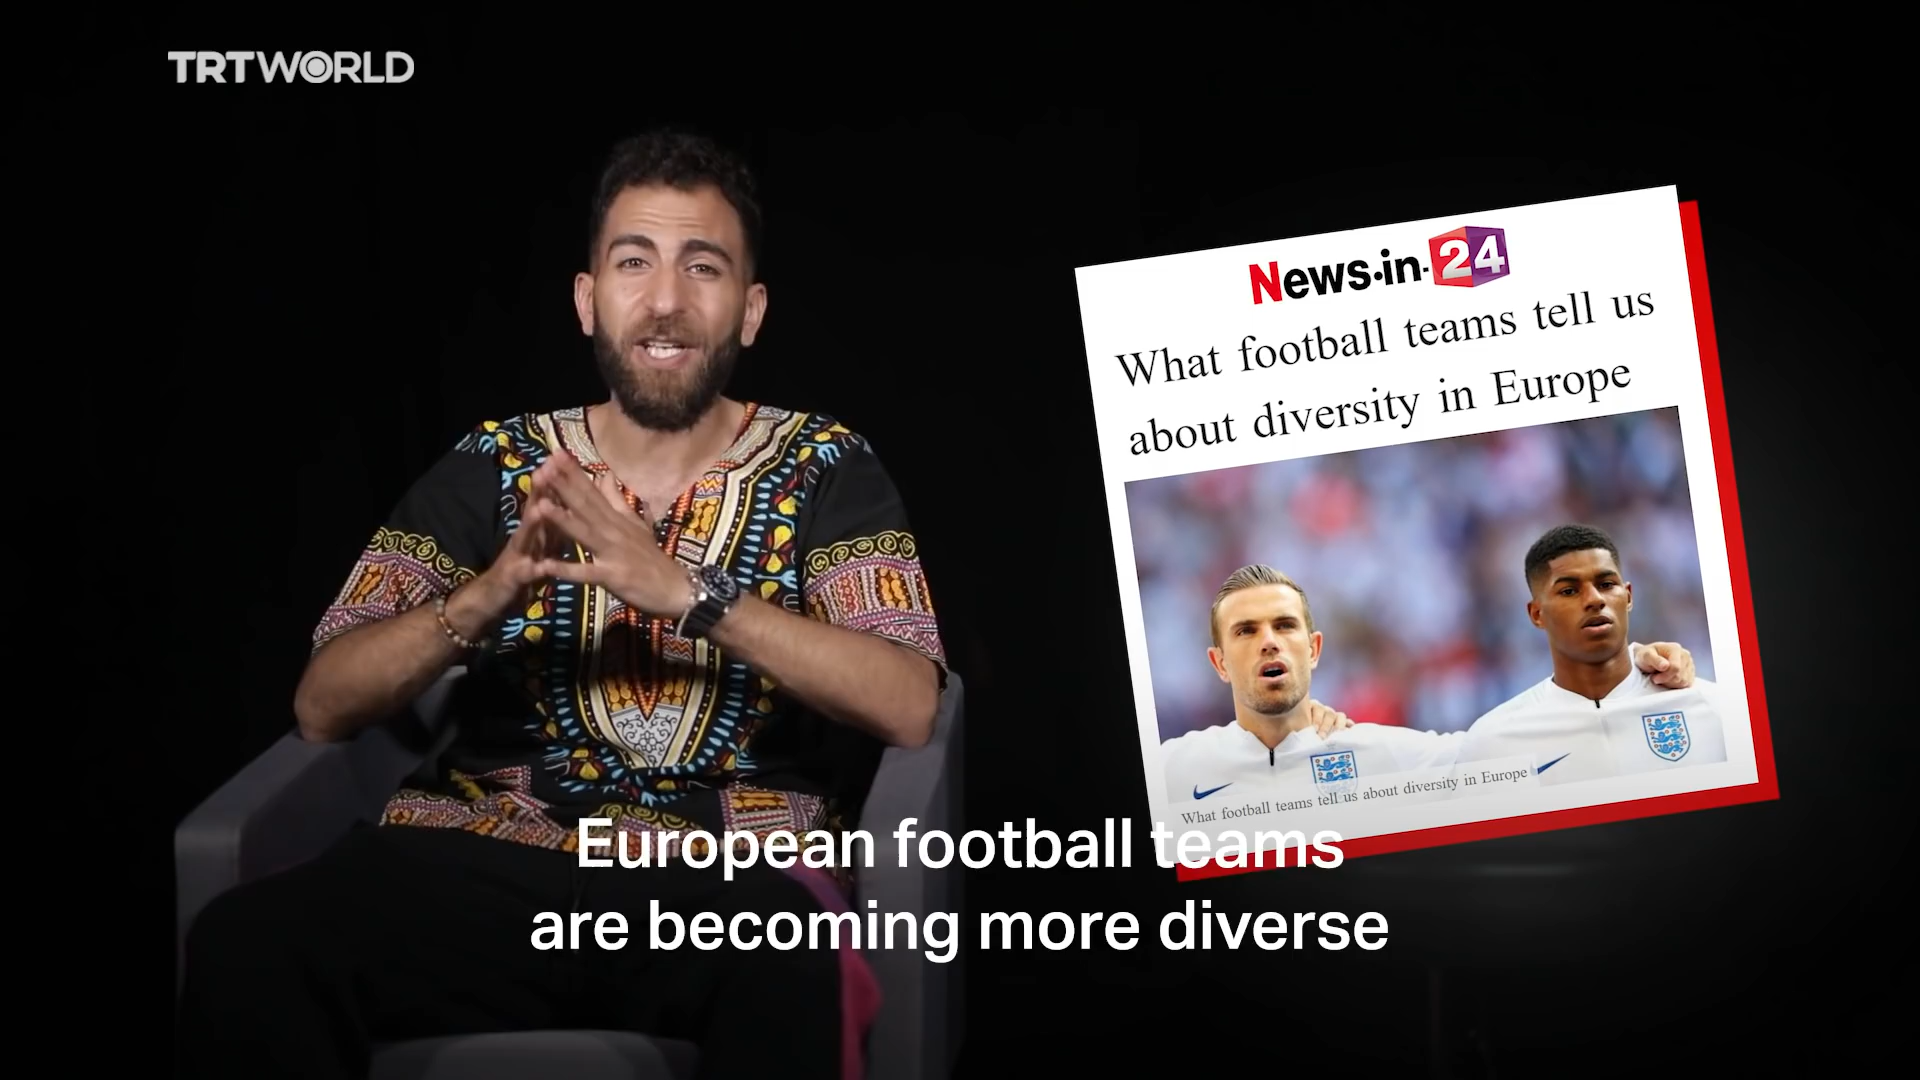 TRTWORLD
News.in.24
What football teams tell us
about diversity in Europe
What football teams tell us about diversity in Europe
European football teams
are becoming more diverse